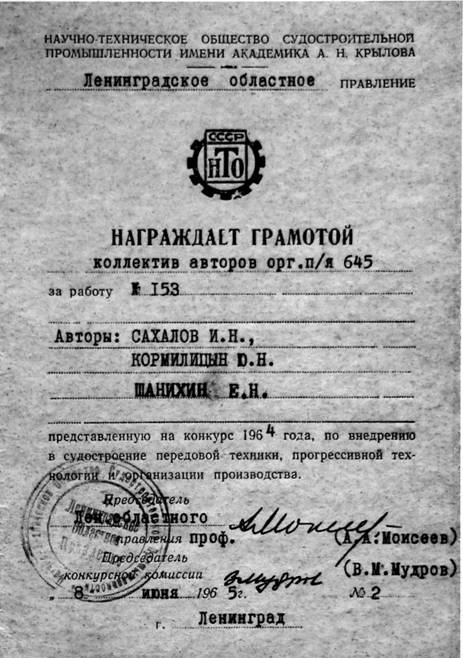 НАУЧНО-ТЕХНИЧЕСКОЕ ОБЩЕСТВО СУДОСТРОИТЕЛЬНОЙ
ПРОМЫШЛЕННОСТИ ИМЕНИ АКАДЕМИКА А. Н. КРЫЛОВА
Ленинградское областное ПРАВЛЕНИЕ
СССР
НТО
НАГРАЖДАЕТ ГРАМОТОЙ
коллектив авторов орг.п/я 645
за работу № 153
Авторы: САХАЛОВ И.Н.,
КОРМИЛИЦЫН Ю.Н.
ШАНИХИН Е.Н.
представленную на конкурс 1964 года, по внедрению
в судостроение передовой техники, прогрессивной тех-
нологии и организации производства.
Председатель
Лен.областного
правления проф. (А.А.Моисеев)
Председатель
конкурсной комиссии (В.М.Мудров)
"8 июня 1965г. № 2
г. Ленинград